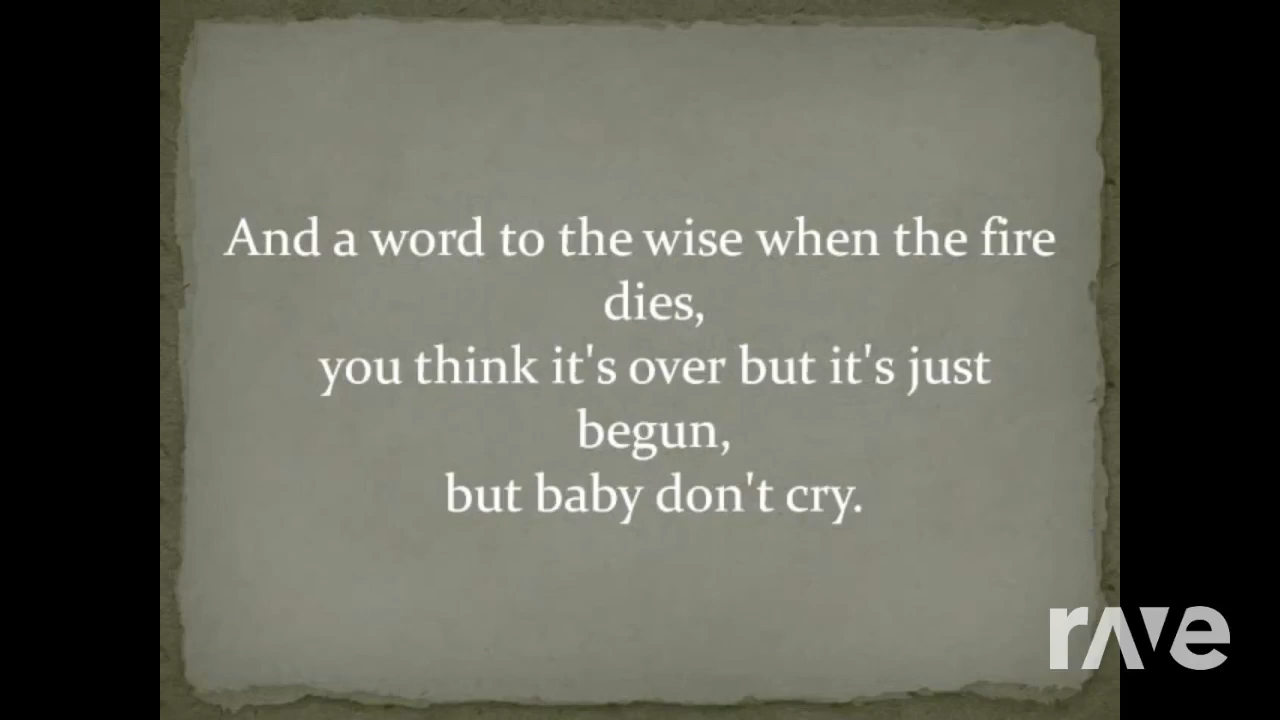 And a word to the wise when the fire
dies,
you think it's over but it's just
begun,
but baby don't cry.
rave